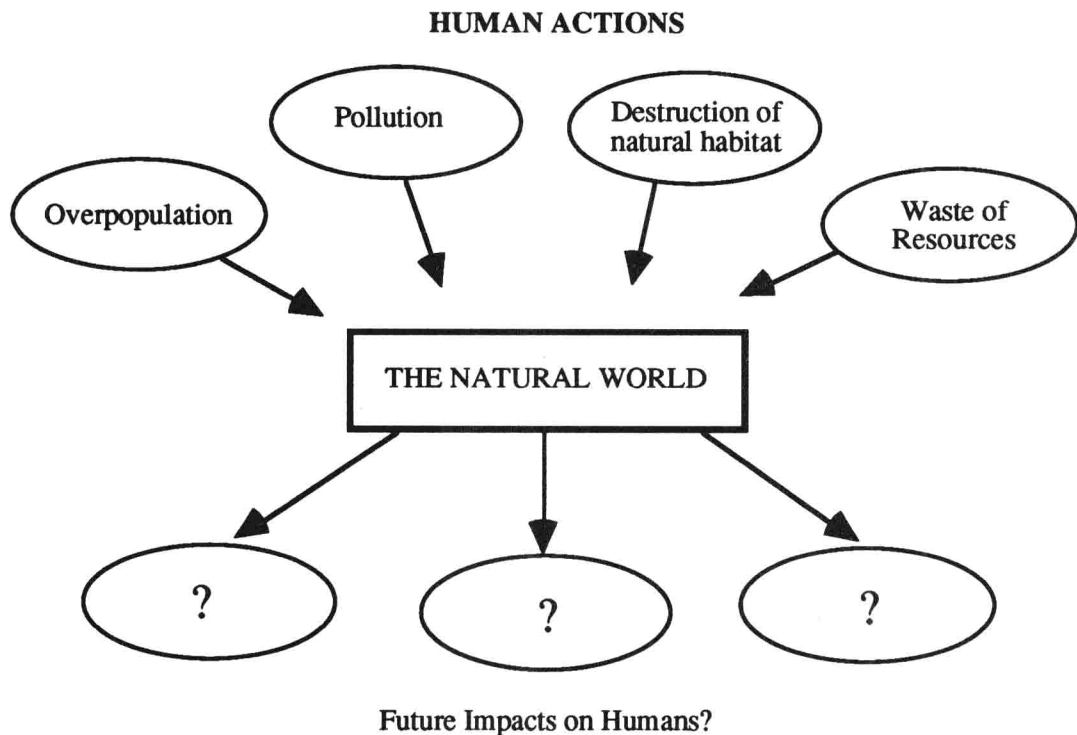 HUMAN ACTIONS
Pollution
Destruction of
natural habitat
Overpopulation
Waste of
Resources
THE NATURAL WORLD
?
?
?
Future Impacts on Humans?